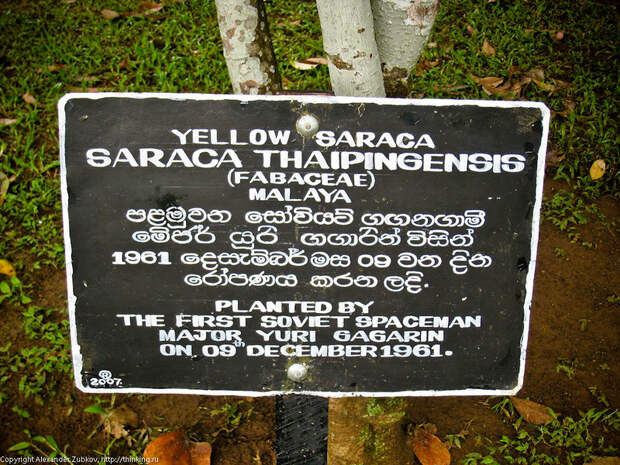 YELLOW SARACA
SARACA THAIPINGENSIS
(FABACEAE)
MALAYA
පළමුවන සෝවියට් ගගනගාමී
මේජර් යූරි ගගාරින් විසින්
1961 දෙසැම්බර් මස 09 වන දින
රෝපණය කරන ලදි.
PLANTED BY
THE FIRST SOVIET SPACEMAN
MAJOR YURI GAGARIN
ON 09th DECEMBER 1961.
® 2007
Copyright © Alexander Zubkov, http://thinking.ru